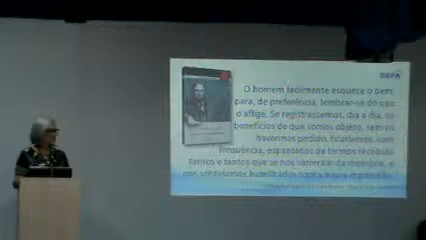 O homem facilmente esquece o bem
para, de preferência, lembrar-se do que
o aflige. Se registrássemos, dia a dia, os
benefícios de que somos objeto, sem os
havermos pedido, ficaríamos, com
frequência, espantados de termos recebido
tantos e tantos que se nos varreram da memória, e
nos sentiríamos humilhados com a nossa ingratidão.